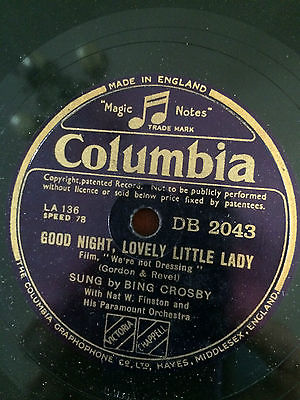 MADE IN ENGLAND
"Magic Notes"
TRADE MARK
Columbia
Copyright, patented Record. Not to be publicly performed
without licence or sold below price fixed by patentees.
LA 136
SPEED 78
DB 2043
GOOD NIGHT, LOVELY LITTLE LADY
Film, "We're not Dressing"
(Gordon & Revel)
SUNG by BING CROSBY
With Nat W. Finston and
His Paramount Orchestra
VICTORIA
CHAPPELL
THE COLUMBIA GRAPHOPHONE CO., LTD., HAYES, MIDDLESEX, ENGLAND.